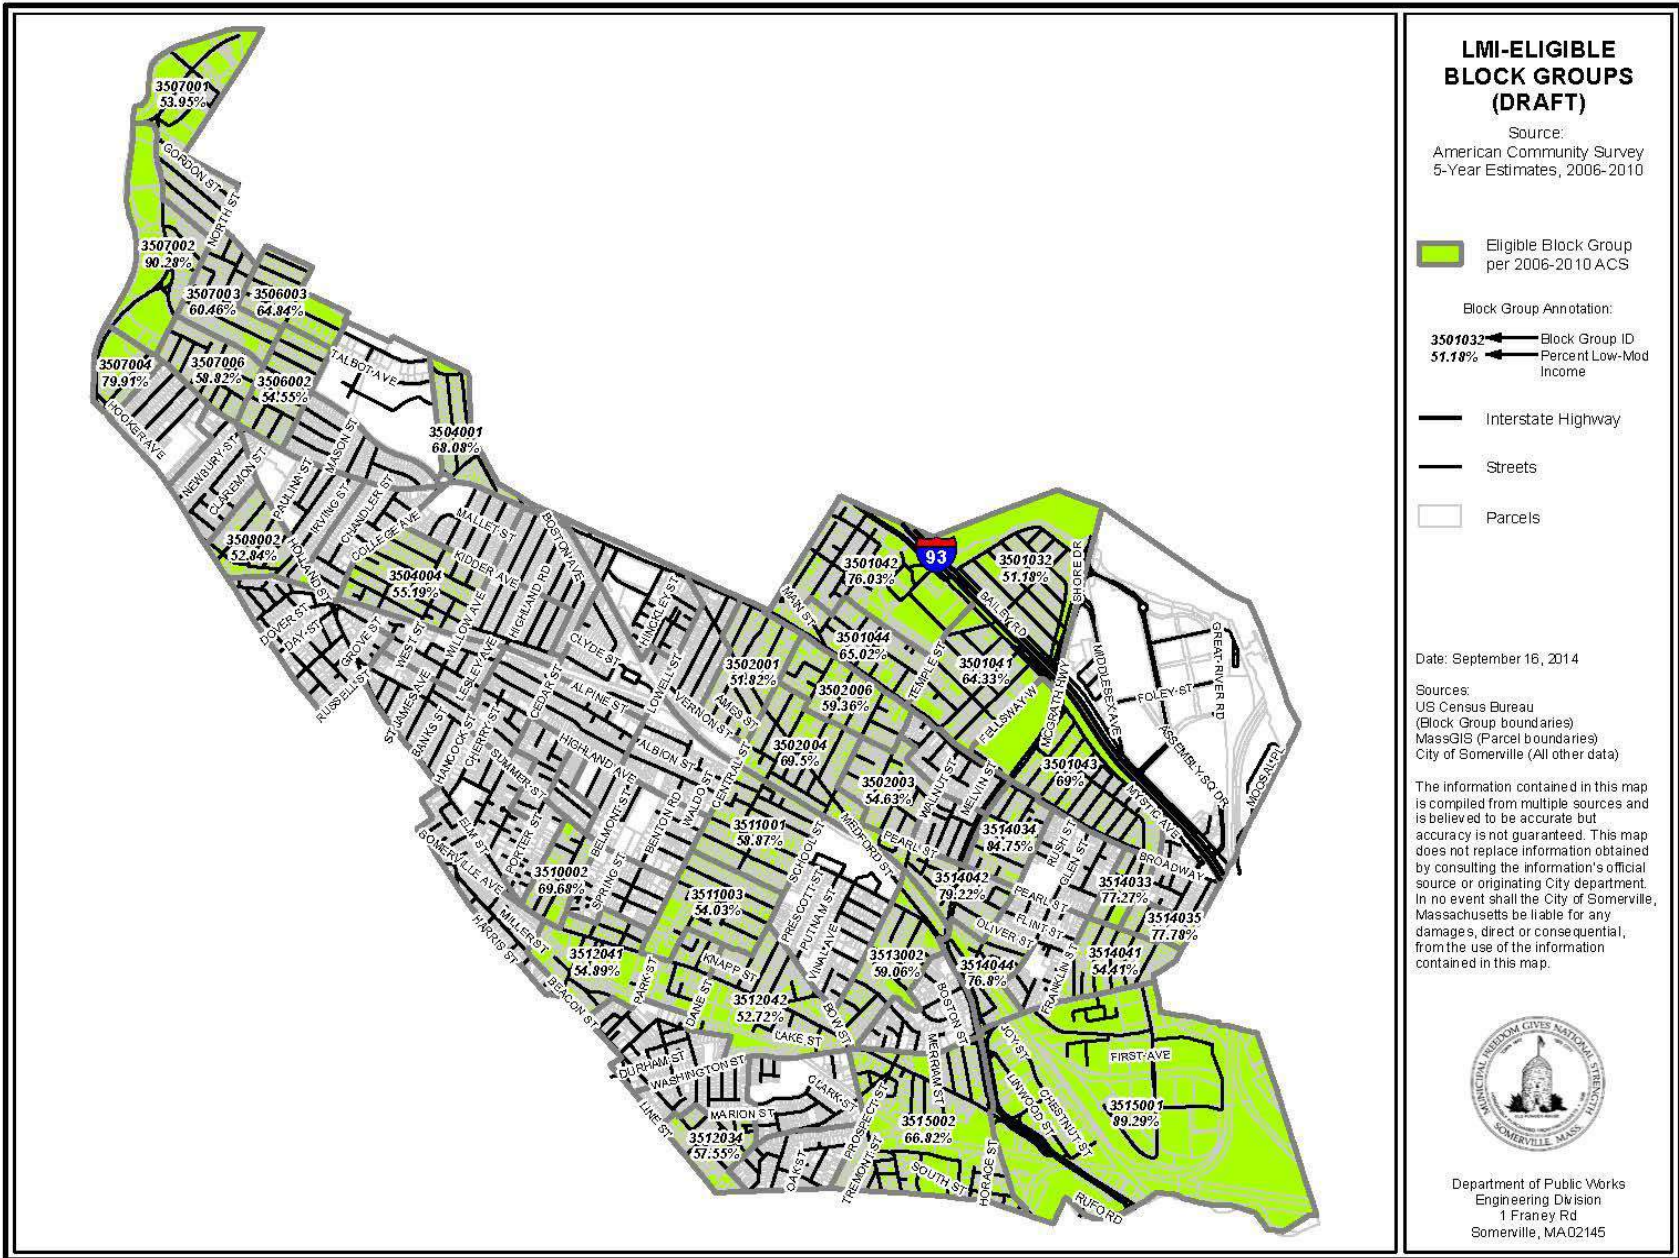 LMI-ELIGIBLE
BLOCK GROUPS
(DRAFT)
Source:
American Community Survey
5-Year Estimates, 2006-2010
Eligible Block Group
per 2006-2010 ACS
Block Group Annotation:
3501032
Block Group ID
51.18%
Percent Low-Mod
Income
Interstate Highway
Streets
Parcels
Date: September 16, 2014
Sources:
US Census Bureau
(Block Group boundaries)
MassGIS (Parcel boundaries)
City of Somerville (All other data)
The information contained in this map
is compiled from multiple sources and
is believed to be accurate but
accuracy is not guaranteed. This map
does not replace information obtained
by consulting the information's official
source or originating City department.
In no event shall the City of Somerville,
Massachusetts be liable for any
damages, direct or consequential,
from the use of the information
contained in this map.
MUNICIPAL FREEDOM GIVES NATIONAL STRENGTH
SOMERVILLE, MASS.
Department of Public Works
Engineering Division
1 Franey Rd
Somerville, MA 02145
3507001
53.95%
GORDON ST
NORTH ST
3507002
90.28%
3507003
60.46%
3506003
64.84%
3507004
79.91%
3507006
58.82%
3506002
54.55%
TALBOT AVE
HOOKER AVE
3504001
68.08%
NEWBURY ST
CLAREMON ST
PAULINA ST
MASON ST
IRVING ST
CHANDLER ST
COLLEGE AVE
MALLET ST
BOSTON AVE
3508002
52.84%
HOLLAND ST
3504004
55.19%
KIDDER AVE
HIGHLAND RD
WILLOW AVE
DOVER ST
DAY ST
GROVE ST
WEST ST
RUSSELL ST
LESLEY AVE
ST JAMES AVE
BANKS ST
HANCOCK ST
CHERRY ST
CEDAR ST
CLYDE ST
HINCKLEY ST
LOWELL ST
ALPINE ST
VERNON ST
AMES ST
ALBION ST
HIGHLAND AVE
SUMMER ST
CENTRAL ST
WALDO ST
BENTON RD
BELMONT ST
SPRING ST
PORTER ST
ELM ST
SOMERVILLE AVE
MAIN ST
3501042
76.03%
93
3501032
51.18%
BAILEY RD
SHORE DR
3501044
65.02%
TEMPLE ST
3501041
64.33%
3502001
51.82%
3502006
59.36%
FELLSWAY W
MCGRATH HWY
MIDDLESEX AVE
FOLEY ST
GREAT RIVER RD
ASSEMBLY SQ DR
MOOSAL PL
3502004
69.5%
3502003
54.63%
WALNUT ST
MELVIN ST
3501043
69%
MYSTIC AVE
BROADWAY
3511001
58.87%
SCHOOL ST
MEDFORD ST
PEARL ST
3514034
84.75%
RUSH ST
GLEN ST
3510002
69.68%
3511003
54.03%
PRESCOTT ST
PUTNAM ST
VINAL AVE
3514042
79.22%
PEARL ST
FLINT ST
OLIVER ST
3514033
77.27%
3514035
77.78%
MILLER ST
HARRIS ST
3512041
54.89%
BEACON ST
PARK ST
KNAPP ST
DANE ST
3512042
52.72%
LAKE ST
BOW ST
3513002
59.06%
3514044
76.8%
BOSTON ST
FRANKLIN ST
3514041
54.41%
DURHAM ST
WASHINGTON ST
CLARK ST
MERRIAM ST
JOY ST
LINWOOD ST
CHESTNUT ST
FIRST AVE
3515001
89.29%
LINE ST
MARION ST
3512034
57.55%
OAK ST
PROSPECT ST
TREMONT ST
3515002
66.82%
SOUTH ST
HORACE ST
RUFO RD